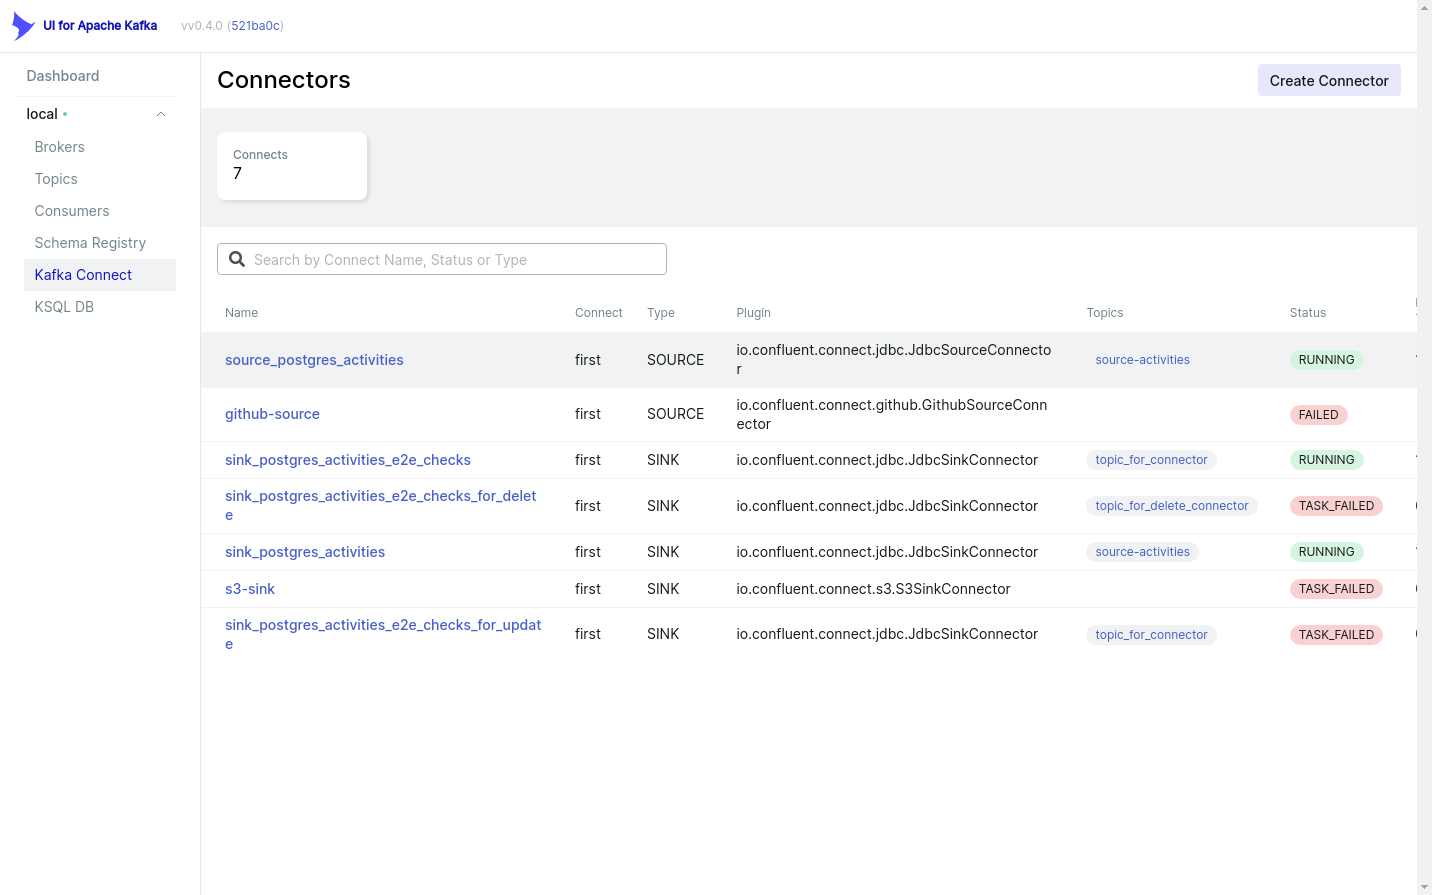 UI for Apache Kafka vv0.4.0 (521ba0c)
Dashboard
local
Brokers
Topics
Consumers
Schema Registry
Kafka Connect
KSQL DB
Connectors
Create Connector
Connects
7
Search by Connect Name, Status or Type
Name Connect Type Plugin Topics Status
source_postgres_activities first SOURCE io.confluent.connect.jdbc.JdbcSourceConnecto
r source-activities RUNNING
github-source first SOURCE io.confluent.connect.github.GithubSourceConn
ector FAILED
sink_postgres_activities_e2e_checks first SINK io.confluent.connect.jdbc.JdbcSinkConnector topic_for_connector RUNNING
sink_postgres_activities_e2e_checks_for_delet
e first SINK io.confluent.connect.jdbc.JdbcSinkConnector topic_for_delete_connector TASK_FAILED
sink_postgres_activities first SINK io.confluent.connect.jdbc.JdbcSinkConnector source-activities RUNNING
s3-sink first SINK io.confluent.connect.s3.S3SinkConnector TASK_FAILED
sink_postgres_activities_e2e_checks_for_updat
e first SINK io.confluent.connect.jdbc.JdbcSinkConnector topic_for_connector TASK_FAILED